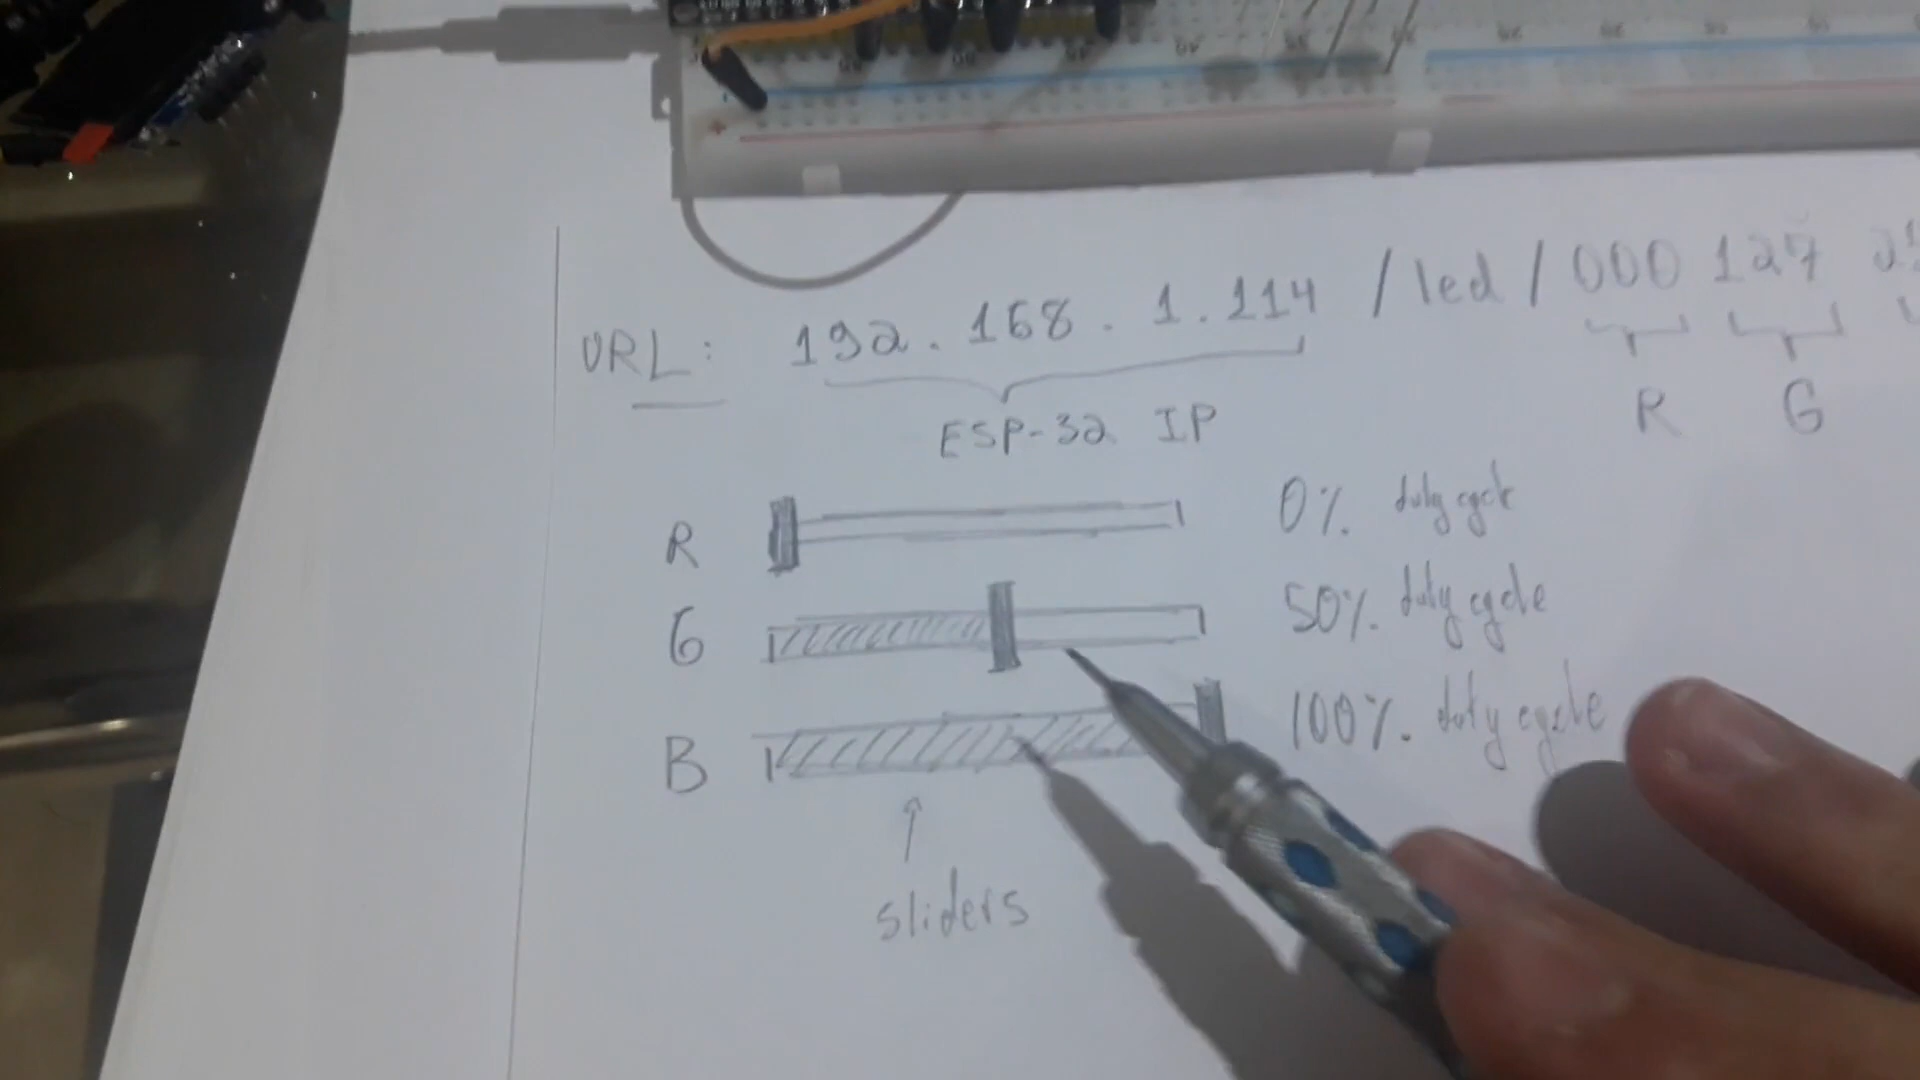 URL: 192.168.1.114 /led/000 127
R G
ESP-32 IP
R 0% duty cycle
G 50% duty cycle
B 100% duty cycle
sliders